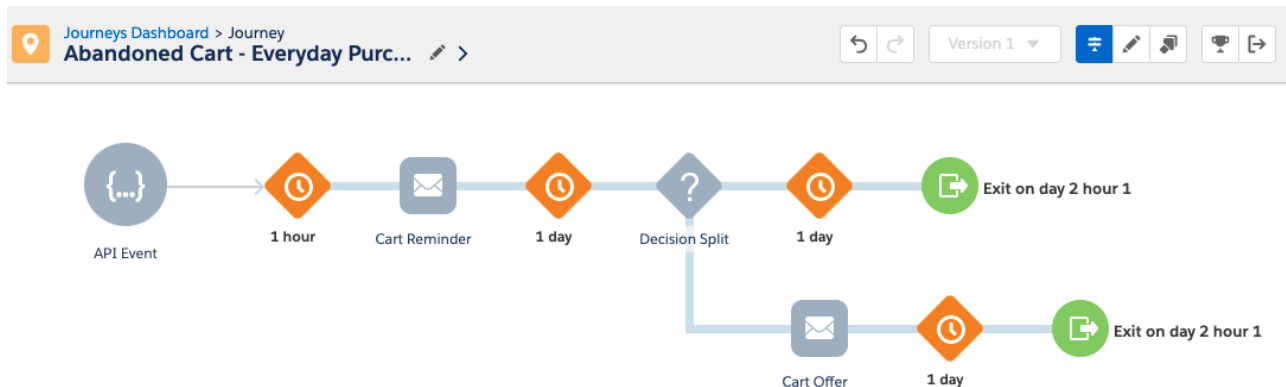 Journeys Dashboard > Journey
Abandoned Cart - Everyday Purc...
Version 1
{...}
API Event
1 hour
Cart Reminder
1 day
?
Decision Split
1 day
Exit on day 2 hour 1
Cart Offer
1 day
Exit on day 2 hour 1